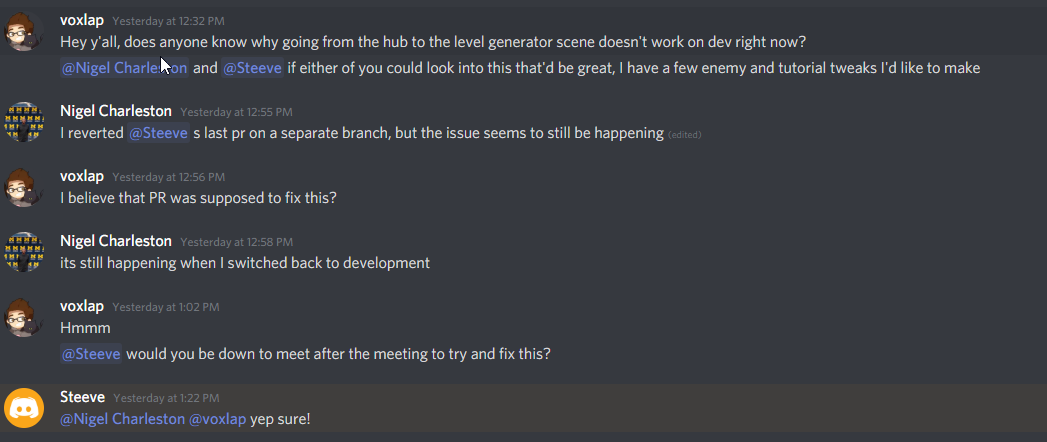 voxlap Yesterday at 12:32 PM
Hey y'all, does anyone know why going from the hub to the level generator scene doesn't work on dev right now?
@Nigel Charleston and @Steeve if either of you could look into this that'd be great, I have a few enemy and tutorial tweaks I'd like to make
Nigel Charleston Yesterday at 12:55 PM
I reverted @Steeve s last pr on a separate branch, but the issue seems to still be happening (edited)
voxlap Yesterday at 12:56 PM
I believe that PR was supposed to fix this?
Nigel Charleston Yesterday at 12:58 PM
its still happening when I switched back to development
voxlap Yesterday at 1:02 PM
Hmmm
@Steeve would you be down to meet after the meeting to try and fix this?
Steeve Yesterday at 1:22 PM
@Nigel Charleston @voxlap yep sure!